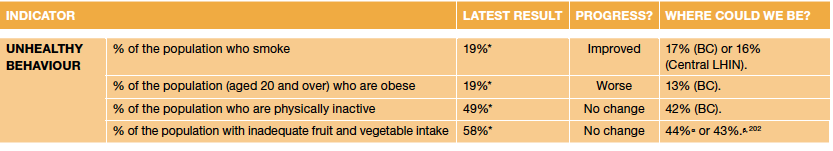 INDICATOR LATEST RESULT PROGRESS? WHERE COULD WE BE?
UNHEALTHY % of the population who smoke 19%* Improved 17% (BC) or 16%
BEHAVIOUR (Central LHIN).
% of the population (aged 20 and over) who are obese 19%* Worse 13% (BC).
% of the population who are physically inactive 49%* No change 42% (BC).
% of the population with inadequate fruit and vegetable intake 58%* No change 44% or 43%. 202